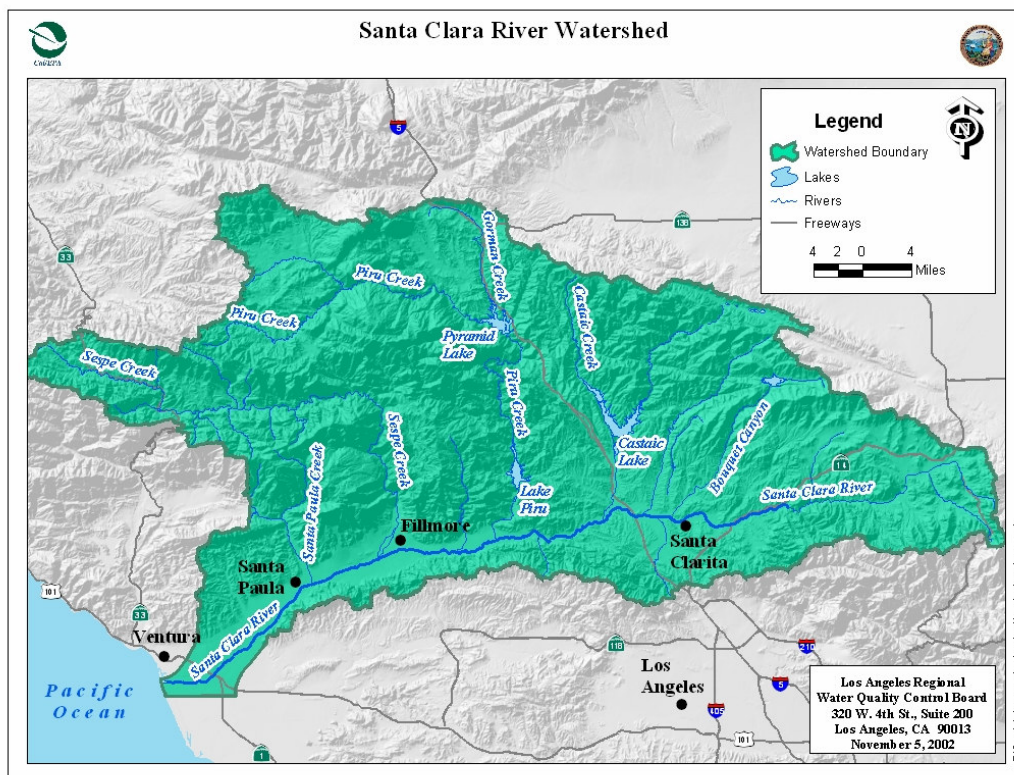 Santa Clara River Watershed
Cal/EPA
Legend
Watershed Boundary
Lakes
Rivers
Freeways
4 2 0 4
Miles
N
5
138
33
Gorman Creek
Piru Creek
Castaic Creek
Piru Creek
Pyramid
Lake
Sespe Creek
Piru Creek
Sespe Creek
Castaic
Lake
Bouquet Canyon
14
Santa Paula Creek
Lake
Piru
Santa Clara River
Fillmore
Santa
Clarita
Santa
Paula
101
33
Ventura
Santa Clara River
118
210
Los
Angeles
5
405
101
1
Pacific
Ocean
Los Angeles Regional
Water Quality Control Board
320 W. 4th St., Suite 200
Los Angeles, CA 90013
November 5, 2002